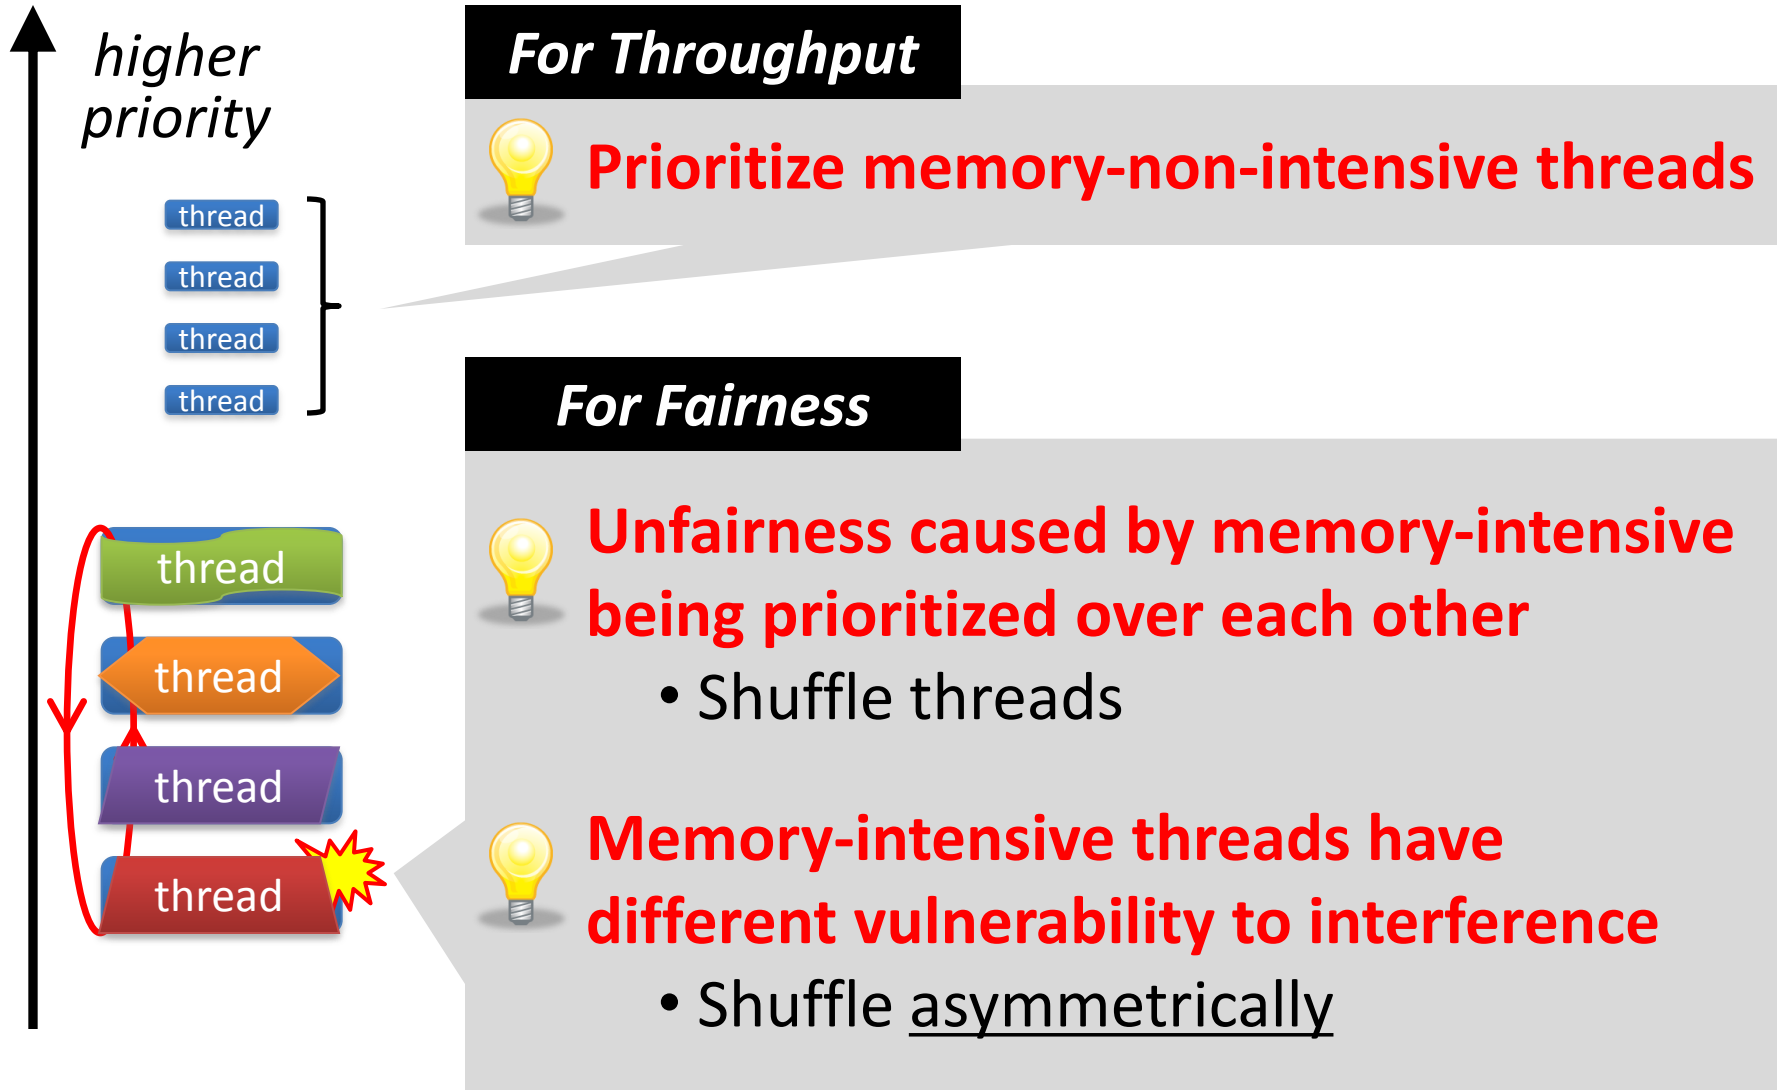 higher
priority
thread
thread
thread
thread
thread
thread
thread
thread
For Throughput
Prioritize memory-non-intensive threads
For Fairness
Unfairness caused by memory-intensive
being prioritized over each other
• Shuffle threads
Memory-intensive threads have
different vulnerability to interference
• Shuffle asymmetrically